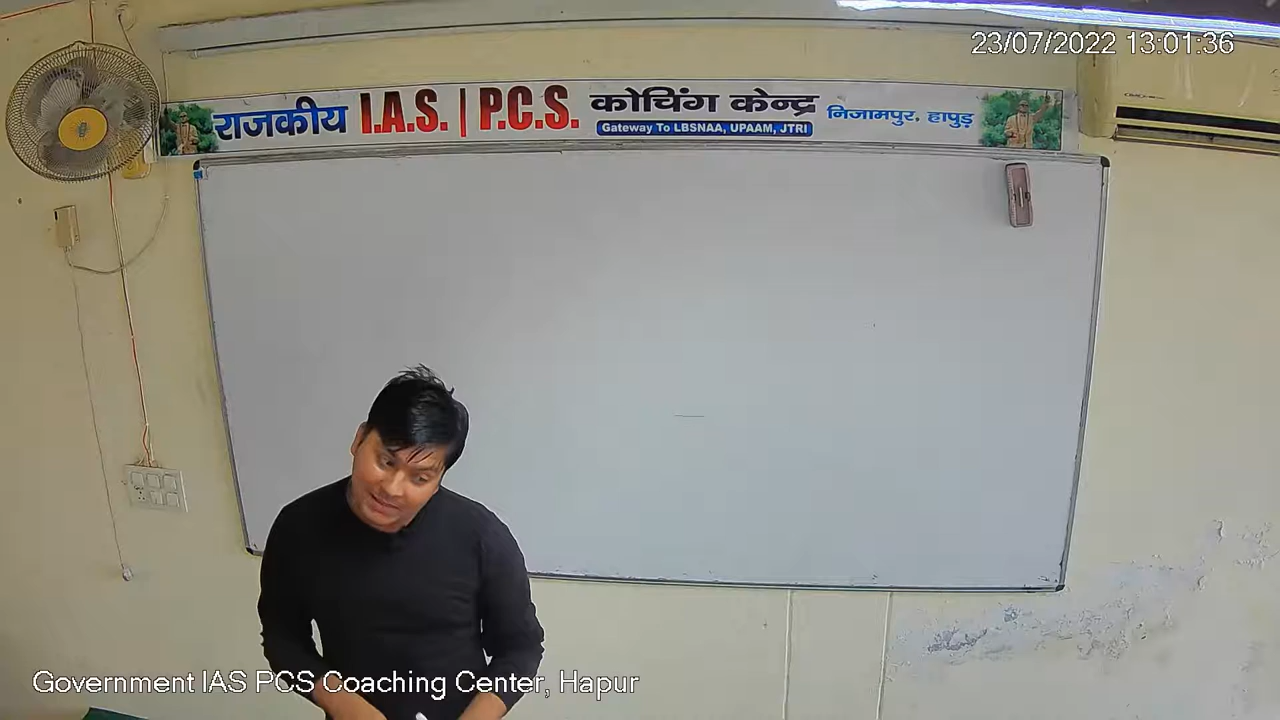 23/07/2022 13:01:36
राजकीय I.A.S. | P.C.S. कोचिंग केन्द्र निजामपुर, हापुड़
Gateway To LBSNAA, UPAAM, JTRI
Government IAS PCS Coaching Center, Hapur